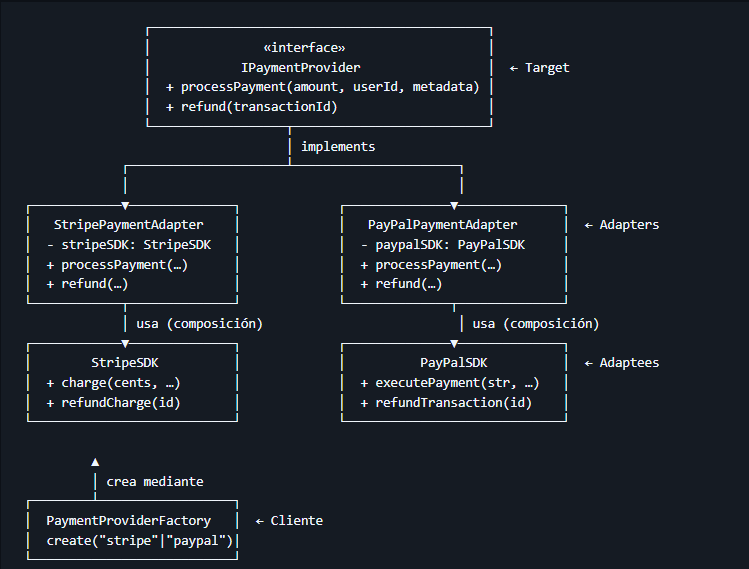 «interface»
IPaymentProvider ← Target
+ processPayment(amount, userId, metadata)
+ refund(transactionId)
implements
StripePaymentAdapter PayPalPaymentAdapter ← Adapters
- stripeSDK: StripeSDK - paypalSDK: PayPalSDK
+ processPayment(…) + processPayment(…)
+ refund(…) + refund(…)
usa (composición) usa (composición)
StripeSDK PayPalSDK ← Adaptees
+ charge(cents, …) + executePayment(str, …)
+ refundCharge(id) + refundTransaction(id)
crea mediante
PaymentProviderFactory ← Cliente
create("stripe"|"paypal")